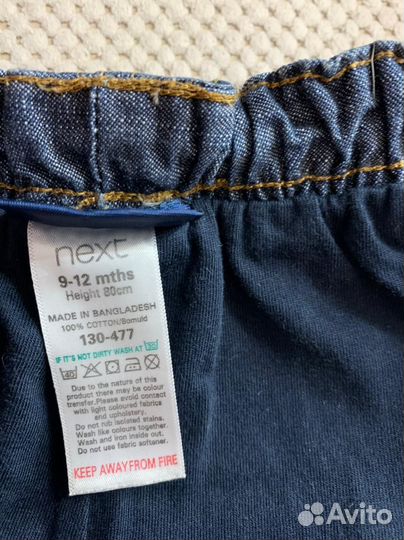 next
9-12 mths
Height 80cm
MADE IN BANGLADESH
100% COTTON/Bomuld
130-477
IF IT'S NOT DIRTY WASH AT 30
40
Due to the nature of this
product there may be colour
transfer. Please avoid contact
with light coloured fabrics
and upholstery.
Do not rub isolated stains.
Wash like colours together.
Wash and iron inside out.
Do not use fabric softener.
KEEP AWAY FROM FIRE
Avito